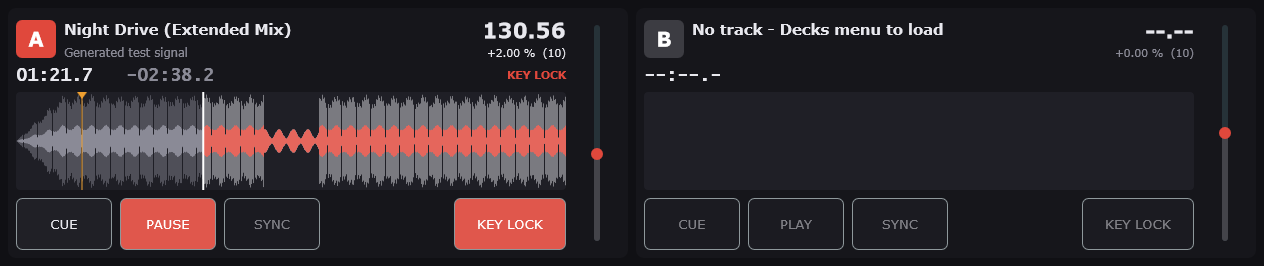 A
Night Drive (Extended Mix)
130.56
Generated test signal
+2.00 % (10)
01:21.7
-02:38.2
KEY LOCK
CUE
PAUSE
SYNC
KEY LOCK
B
No track - Decks menu to load
--.--
+0.00 % (10)
--:--.-
CUE
PLAY
SYNC
KEY LOCK